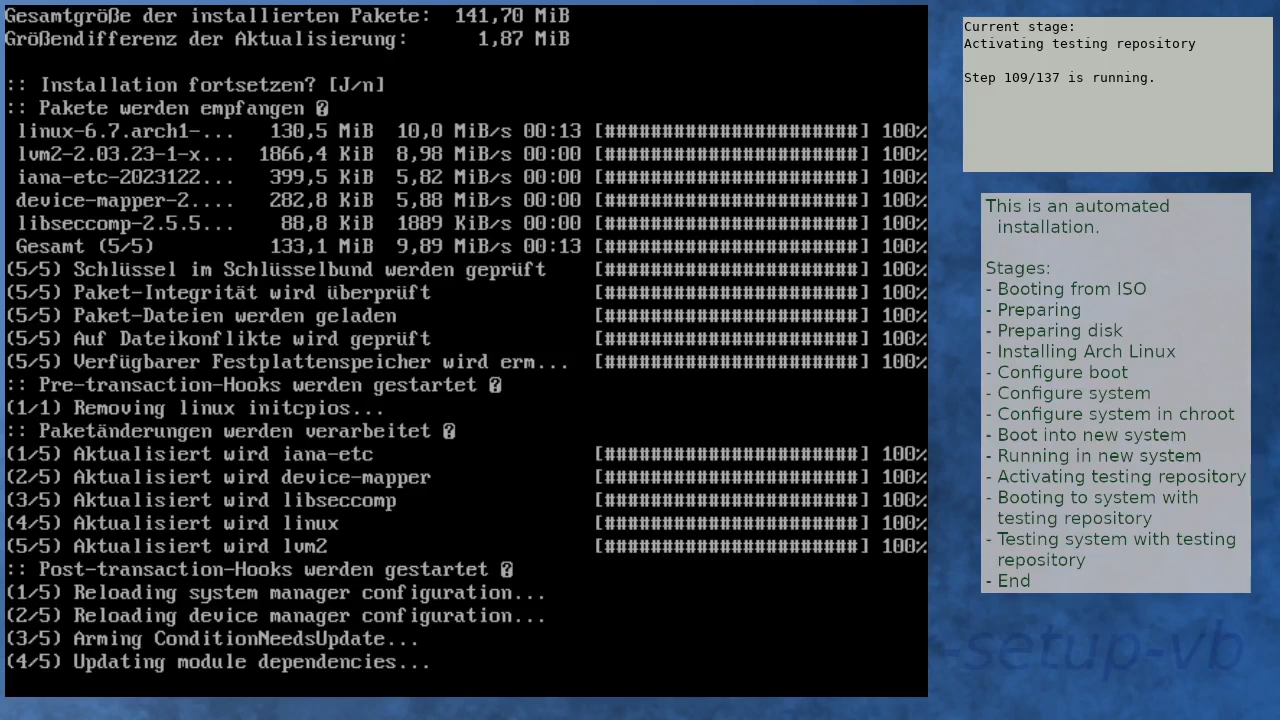 Gesamtgröße der installierten Pakete:  141,70 MiB
Größendifferenz der Aktualisierung:      1,87 MiB
:: Installation fortsetzen? [J/n]
:: Pakete werden empfangen �
linux-6.7.arch1-...   130,5 MiB  10,0 MiB/s 00:13 [######################] 100%
lvm2-2.03.23-1-x...  1866,4 KiB  8,98 MiB/s 00:00 [######################] 100%
iana-etc-2023122...   399,5 KiB  5,82 MiB/s 00:00 [######################] 100%
device-mapper-2....   282,8 KiB  5,88 MiB/s 00:00 [######################] 100%
libseccomp-2.5.5...    88,8 KiB  1889 KiB/s 00:00 [######################] 100%
Gesamt (5/5)          133,1 MiB  9,89 MiB/s 00:13 [######################] 100%
(5/5) Schlüssel im Schlüsselbund werden geprüft    [######################] 100%
(5/5) Paket-Integrität wird überprüft              [######################] 100%
(5/5) Paket-Dateien werden geladen                 [######################] 100%
(5/5) Auf Dateikonflikte wird geprüft              [######################] 100%
(5/5) Verfügbarer Festplattenspeicher wird erm...  [######################] 100%
:: Pre-transaction-Hooks werden gestartet �
(1/1) Removing linux initcpios...
:: Paketänderungen werden verarbeitet �
(1/5) Aktualisiert wird iana-etc                   [######################] 100%
(2/5) Aktualisiert wird device-mapper              [######################] 100%
(3/5) Aktualisiert wird libseccomp                 [######################] 100%
(4/5) Aktualisiert wird linux                      [######################] 100%
(5/5) Aktualisiert wird lvm2                       [######################] 100%
:: Post-transaction-Hooks werden gestartet �
(1/5) Reloading system manager configuration...
(2/5) Reloading device manager configuration...
(3/5) Arming ConditionNeedsUpdate...
(4/5) Updating module dependencies...
Current stage:
Activating testing repository
Step 109/137 is running.
This is an automated
installation.
Stages:
- Booting from ISO
- Preparing
- Preparing disk
- Installing Arch Linux
- Configure boot
- Configure system
- Configure system in chroot
- Boot into new system
- Running in new system
- Activating testing repository
- Booting to system with
testing repository
- Testing system with testing
repository
- End
-setup-vb